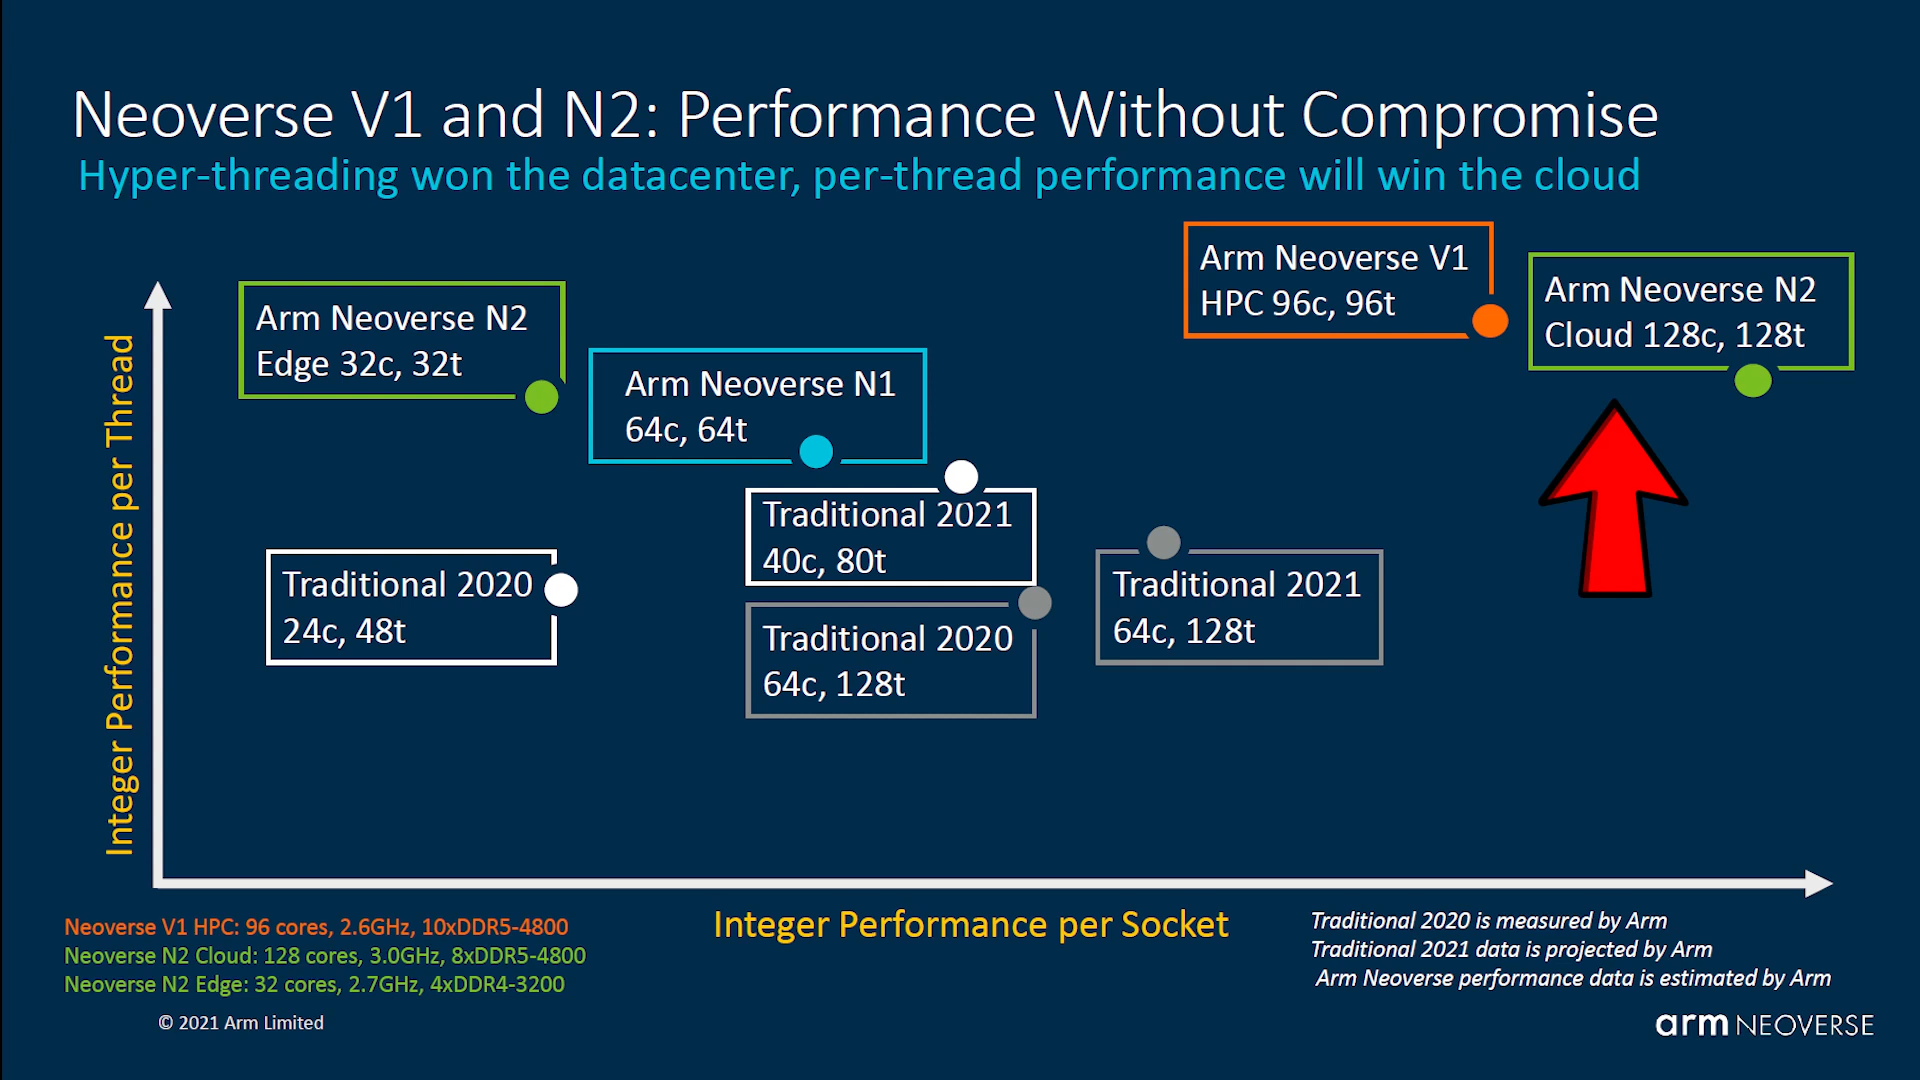 Neoverse V1 and N2: Performance Without Compromise
Hyper-threading won the datacenter, per-thread performance will win the cloud
Arm Neoverse V1
HPC 96c, 96t
Arm Neoverse N2
Cloud 128c, 128t
Arm Neoverse N2
Edge 32c, 32t
Arm Neoverse N1
64c, 64t
Traditional 2021
40c, 80t
Traditional 2020
24c, 48t
Traditional 2020
64c, 128t
Traditional 2021
64c, 128t
Integer Performance per Thread
Integer Performance per Socket
Neoverse V1 HPC: 96 cores, 2.6GHz, 10xDDR5-4800
Neoverse N2 Cloud: 128 cores, 3.0GHz, 8xDDR5-4800
Neoverse N2 Edge: 32 cores, 2.7GHz, 4xDDR4-3200
Traditional 2020 is measured by Arm
Traditional 2021 data is projected by Arm
Arm Neoverse performance data is estimated by Arm
© 2021 Arm Limited
arm NEOVERSE